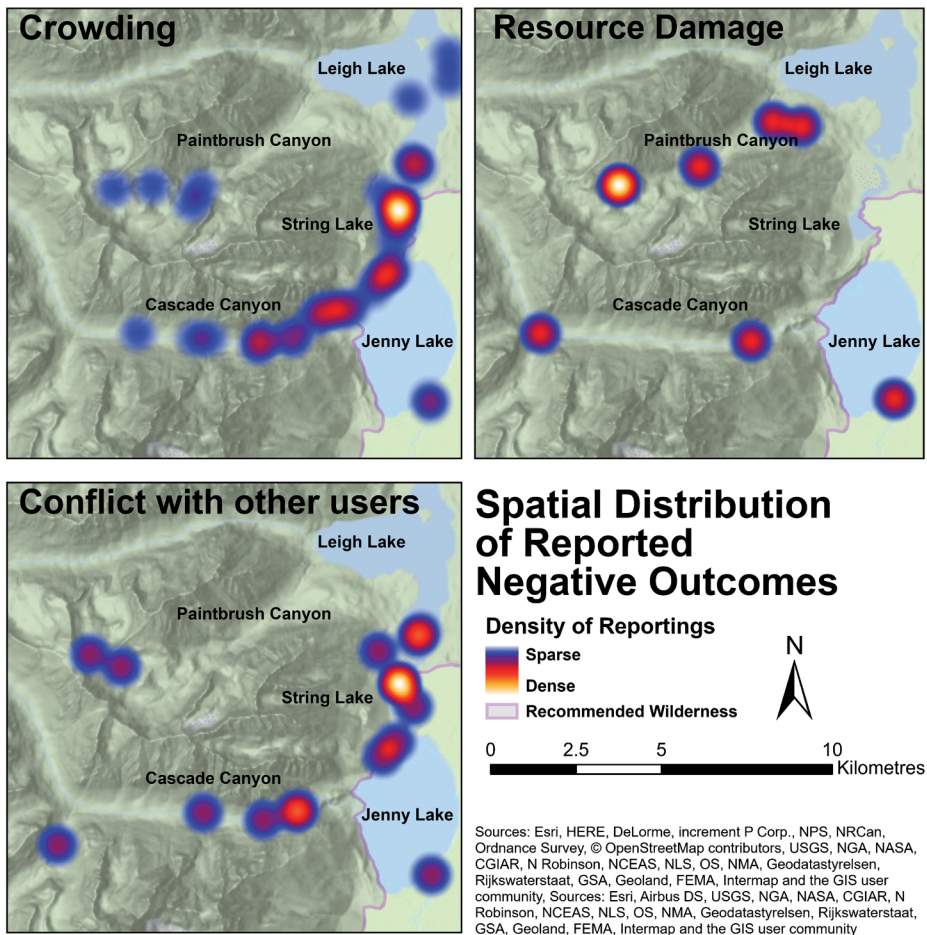 Crowding
Leigh Lake
Paintbrush Canyon
String Lake
Cascade Canyon
Jenny Lake
Resource Damage
Leigh Lake
Paintbrush Canyon
String Lake
Cascade Canyon
Jenny Lake
Conflict with other users
Leigh Lake
Paintbrush Canyon
String Lake
Cascade Canyon
Jenny Lake
Spatial Distribution
of Reported
Negative Outcomes
Density of Reportings
Sparse
Dense
Recommended Wilderness
N
0 2.5 5 10
Kilometres
Sources: Esri, HERE, DeLorme, increment P Corp., NPS, NRCan,
Ordnance Survey, © OpenStreetMap contributors, USGS, NGA, NASA,
CGIAR, N Robinson, NCEAS, NLS, OS, NMA, Geodatastyrelsen,
Rijkswaterstaat, GSA, Geoland, FEMA, Intermap and the GIS user
community, Sources: Esri, Airbus DS, USGS, NGA, NASA, CGIAR, N
Robinson, NCEAS, NLS, OS, NMA, Geodatastyrelsen, Rijkswaterstaat,
GSA, Geoland, FEMA, Intermap and the GIS user community